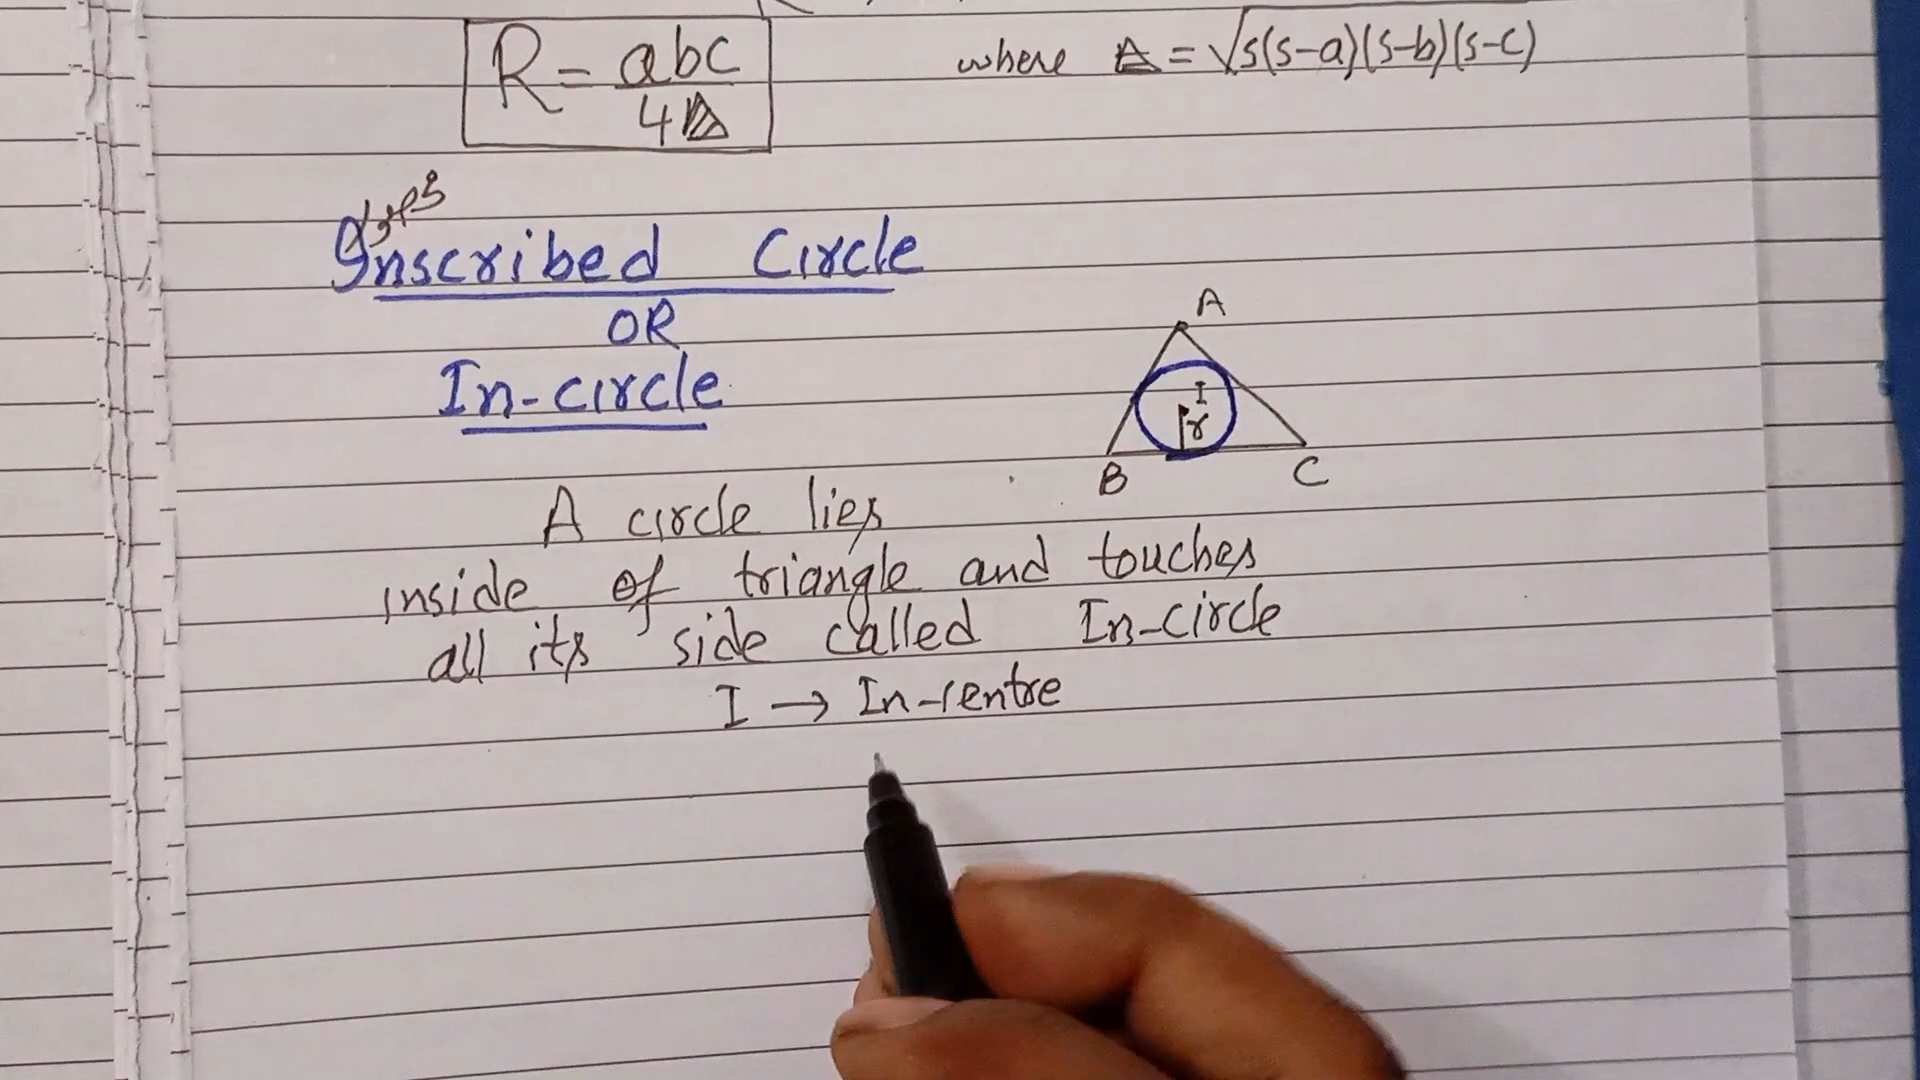 R = abc / 4Δ where Δ = √s(s-a)(s-b)(s-c)
Inscribed Circle
OR
In-circle
A
I
r
B C
A circle lies
inside of triangle and touches
all its side called In-circle
I → In-centre